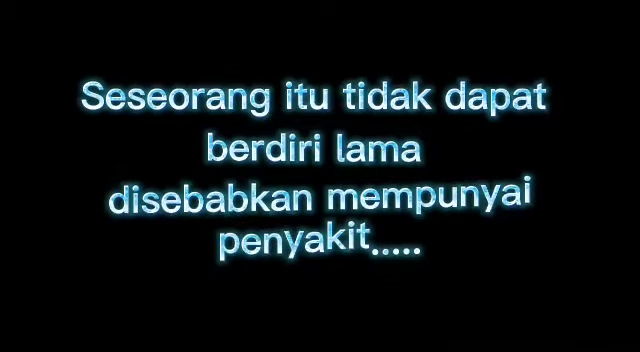 Seseorang itu tidak dapat
berdiri lama
disebabkan mempunyai
penyakit.....